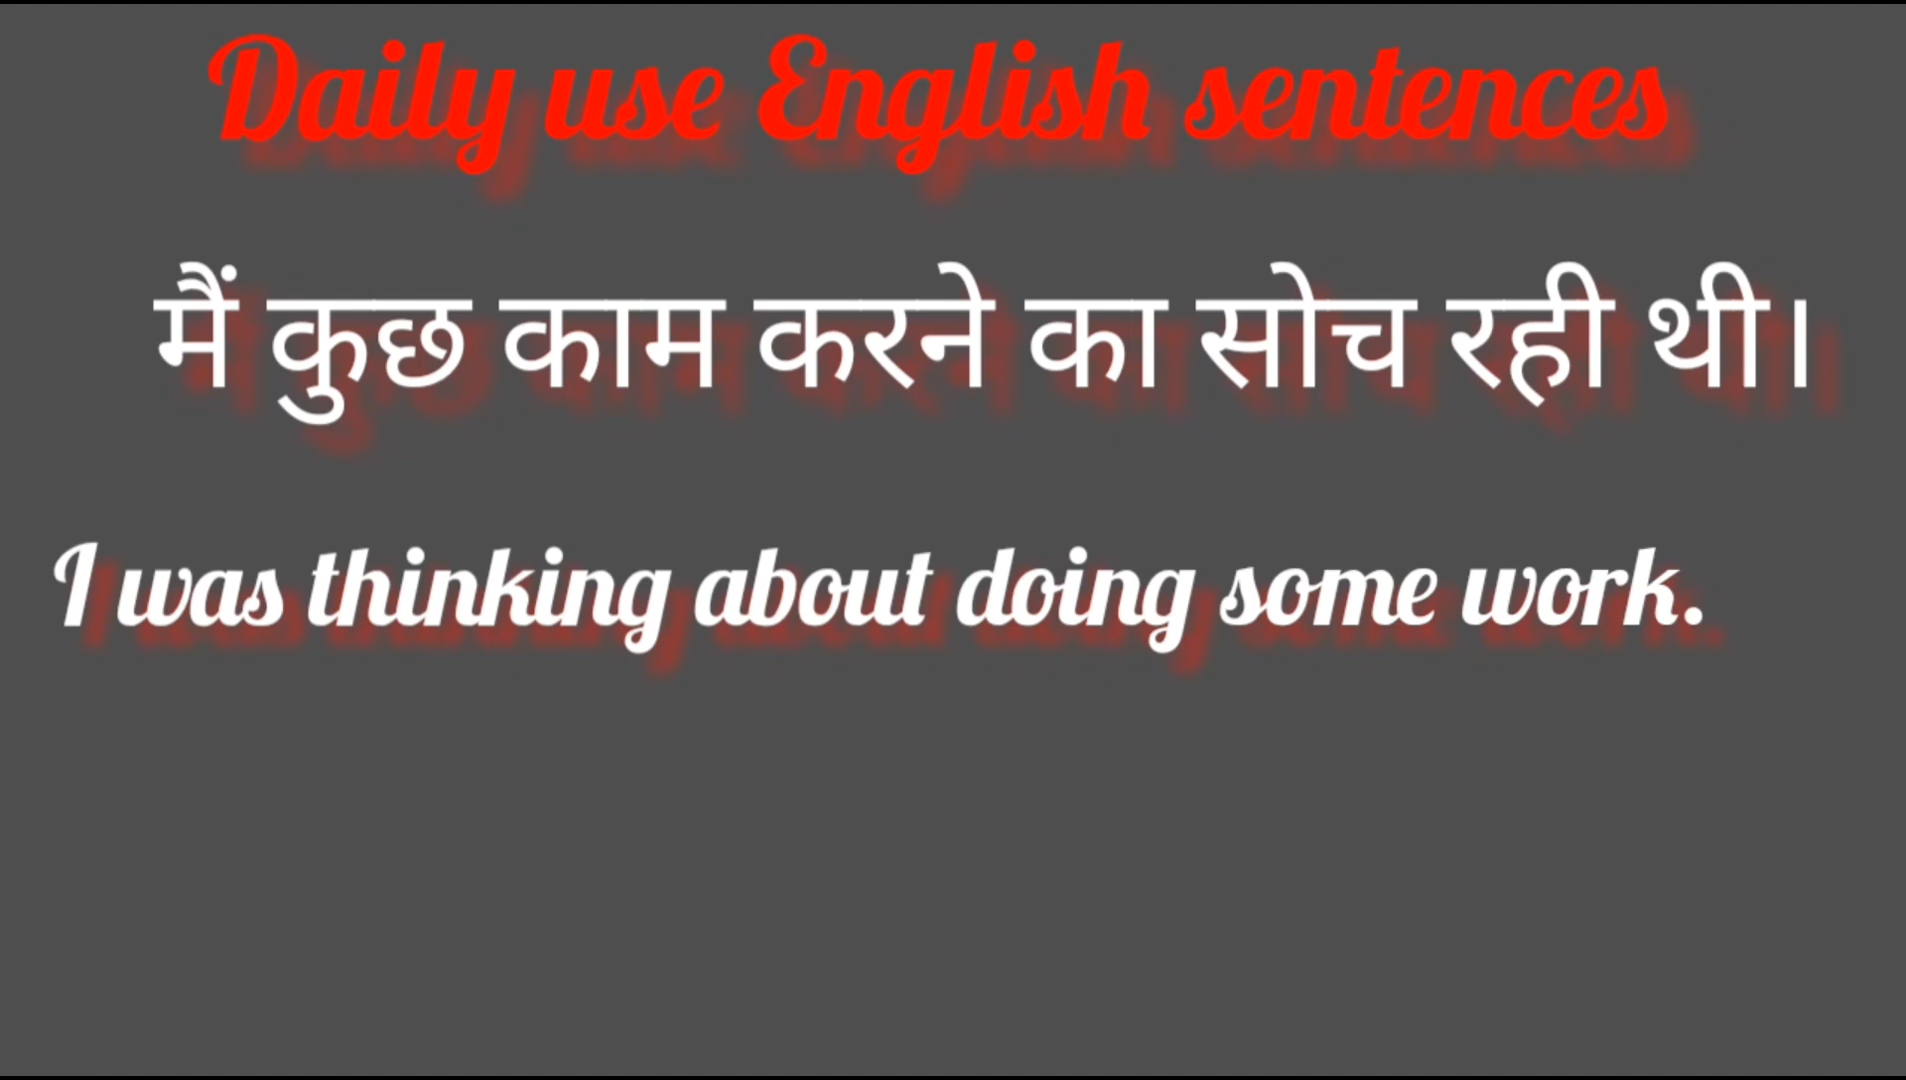 Daily use English sentences
मैं कुछ काम करने का सोच रही थी।
I was thinking about doing some work.